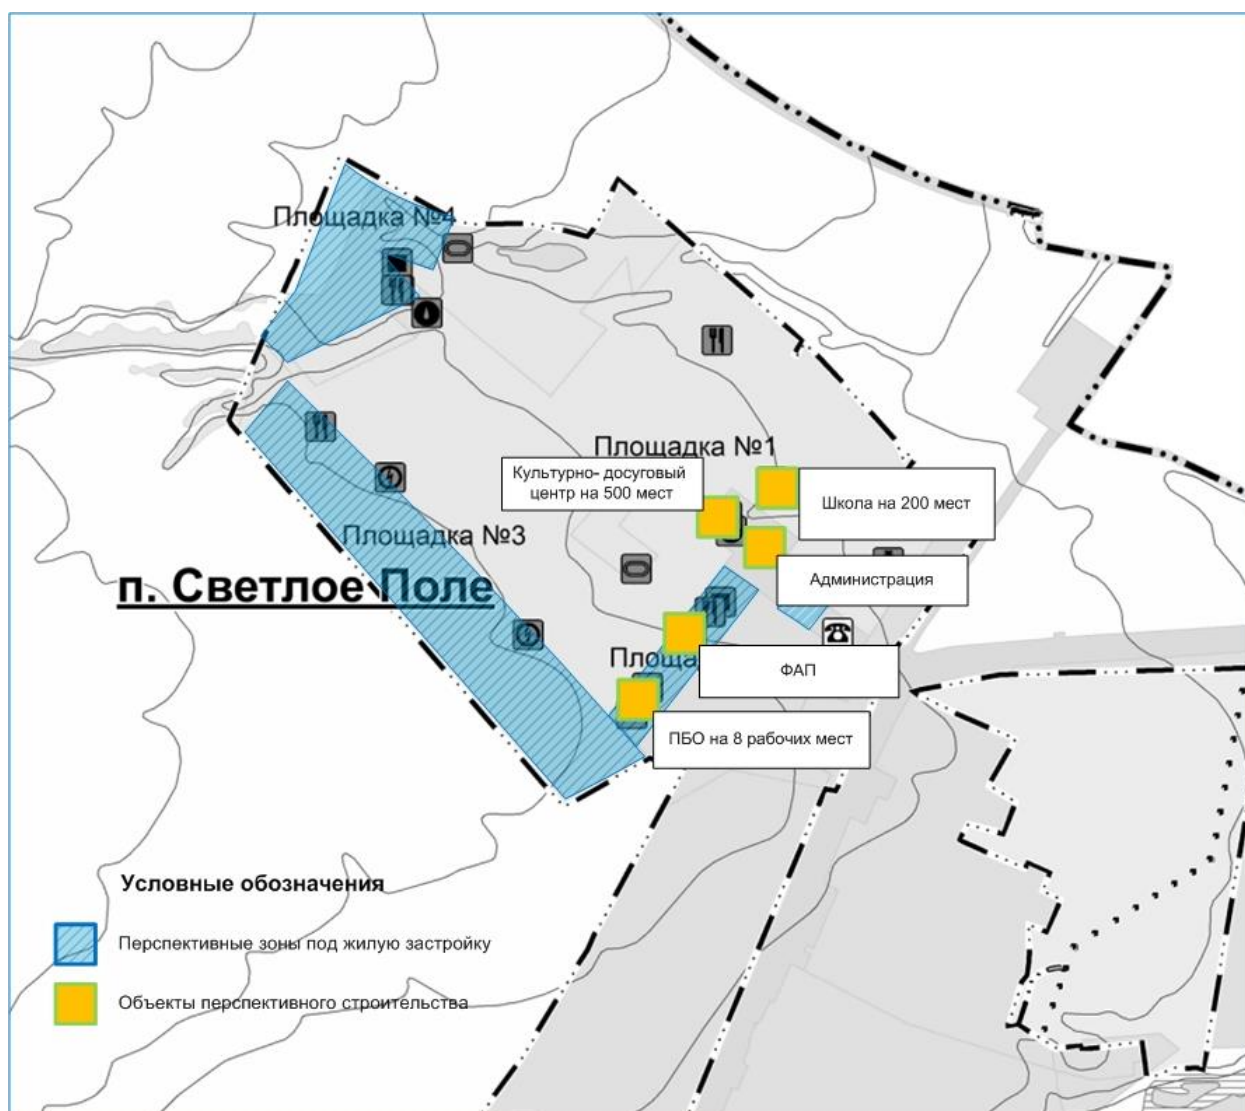 Площадка №4
Площадка №1
Культурно- досуговый
центр на 500 мест
Школа на 200 мест
Площадка №3
Администрация
п. Светлое Поле
ФАП
ПБО на 8 рабочих мест
Условные обозначения
Перспективные зоны под жилую застройку
Объекты перспективного строительства